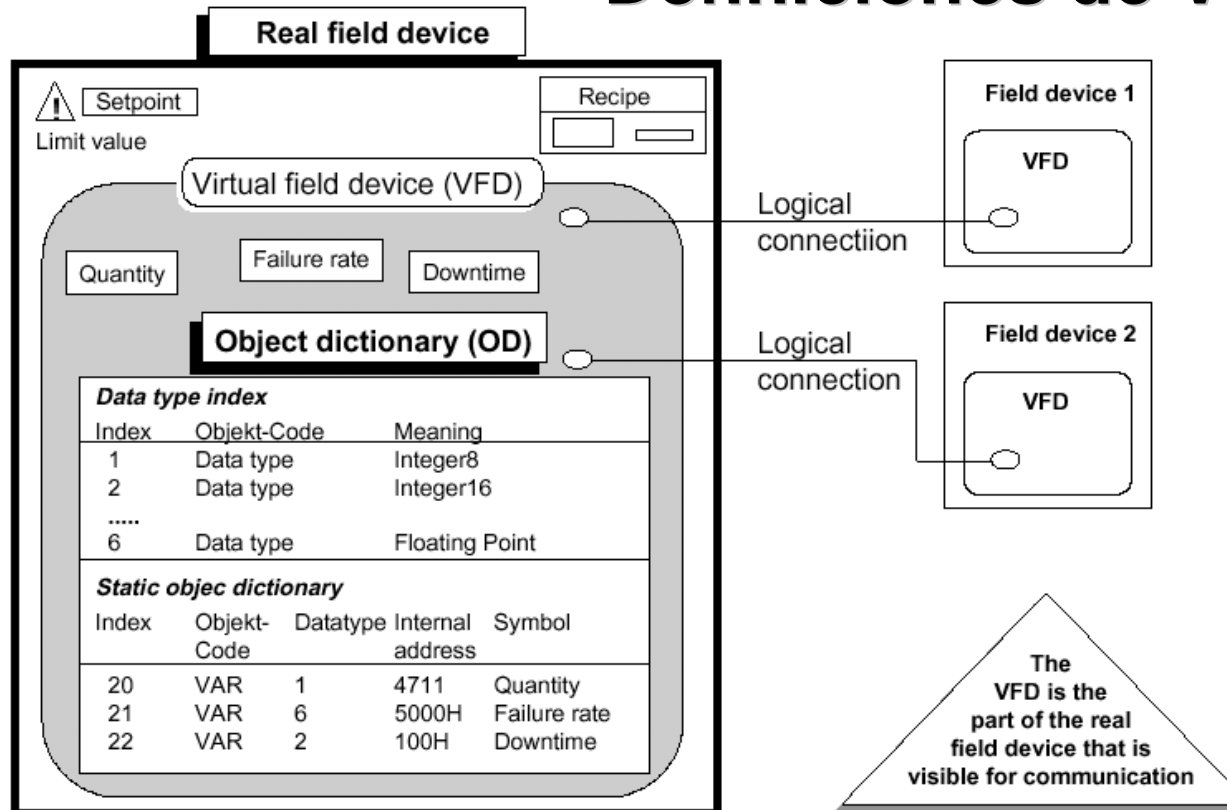 Real field device
Setpoint
Limit value
Recipe
Virtual field device (VFD)
Quantity
Failure rate
Downtime
Object dictionary (OD)
Data type index
Index Objekt-Code Meaning
1 Data type Integer8
2 Data type Integer16
.....
6 Data type Floating Point
Static objec dictionary
Index Objekt- Datatype Internal Symbol
Code address
20 VAR 1 4711 Quantity
21 VAR 6 5000H Failure rate
22 VAR 2 100H Downtime
Logical
connectiion
Logical
connection
Field device 1
VFD
Field device 2
VFD
The
VFD is the
part of the real
field device that is
visible for communication